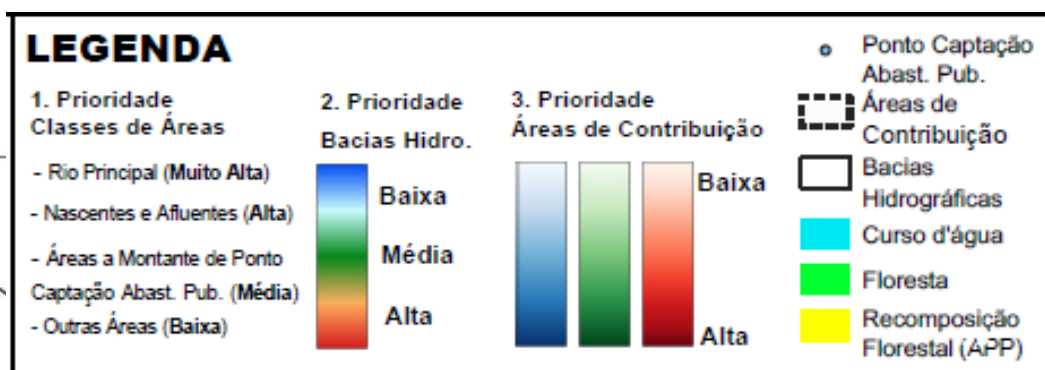 LEGENDA
1. Prioridade
Classes de Áreas
- Rio Principal (Muito Alta)
- Nascentes e Afluentes (Alta)
- Áreas a Montante de Ponto
Captação Abast. Pub. (Média)
- Outras Áreas (Baixa)
2. Prioridade
Bacias Hidro.
Baixa
Média
Alta
3. Prioridade
Áreas de Contribuição
Baixa
Alta
Ponto Captação
Abast. Pub.
Áreas de
Contribuição
Bacias
Hidrográficas
Curso d'água
Floresta
Recomposição
Florestal (APP)